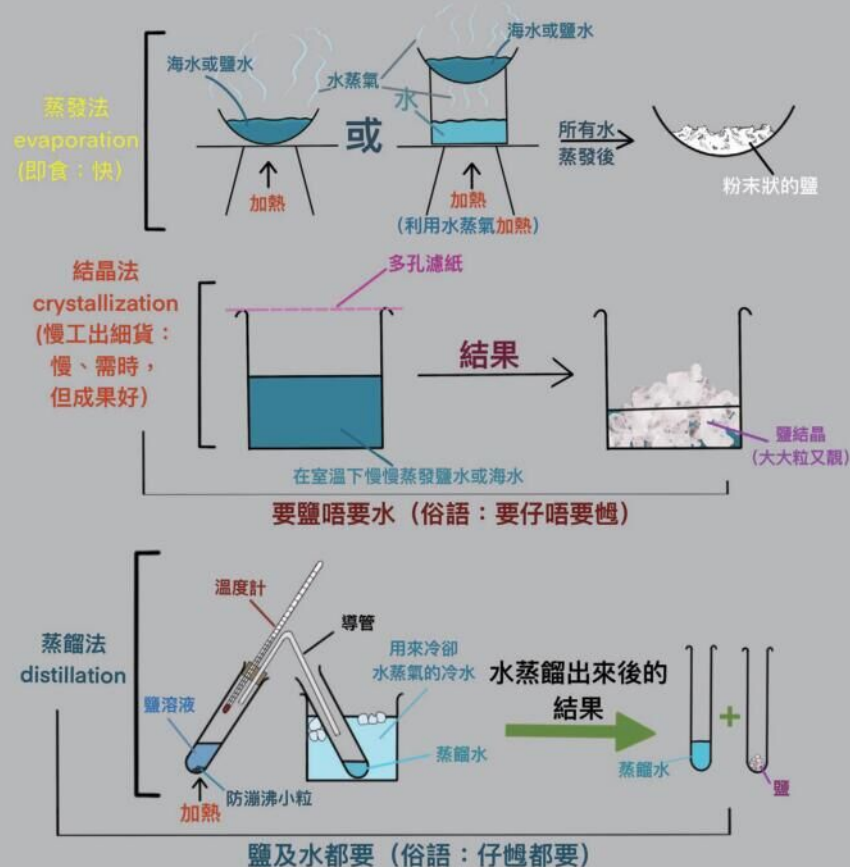 蒸發法
evaporation
(即食：快)
海水或鹽水
水蒸氣
加熱
或
海水或鹽水
水
加熱
(利用水蒸氣加熱)
所有水
蒸發後
粉末狀的鹽
結晶法
crystallization
(慢工出細貨：
慢、需時，
但成果好)
多孔濾紙
在室溫下慢慢蒸發鹽水或海水
結果
鹽結晶
(大大粒又靚)
要鹽唔要水（俗語：要仔唔要乸）
蒸餾法
distillation
溫度計
導管
鹽溶液
防漰沸小粒
加熱
用來冷卻
水蒸氣的冷水
蒸餾水
水蒸餾出來後的
結果
蒸餾水
+
鹽
鹽及水都要（俗語：仔乸都要）